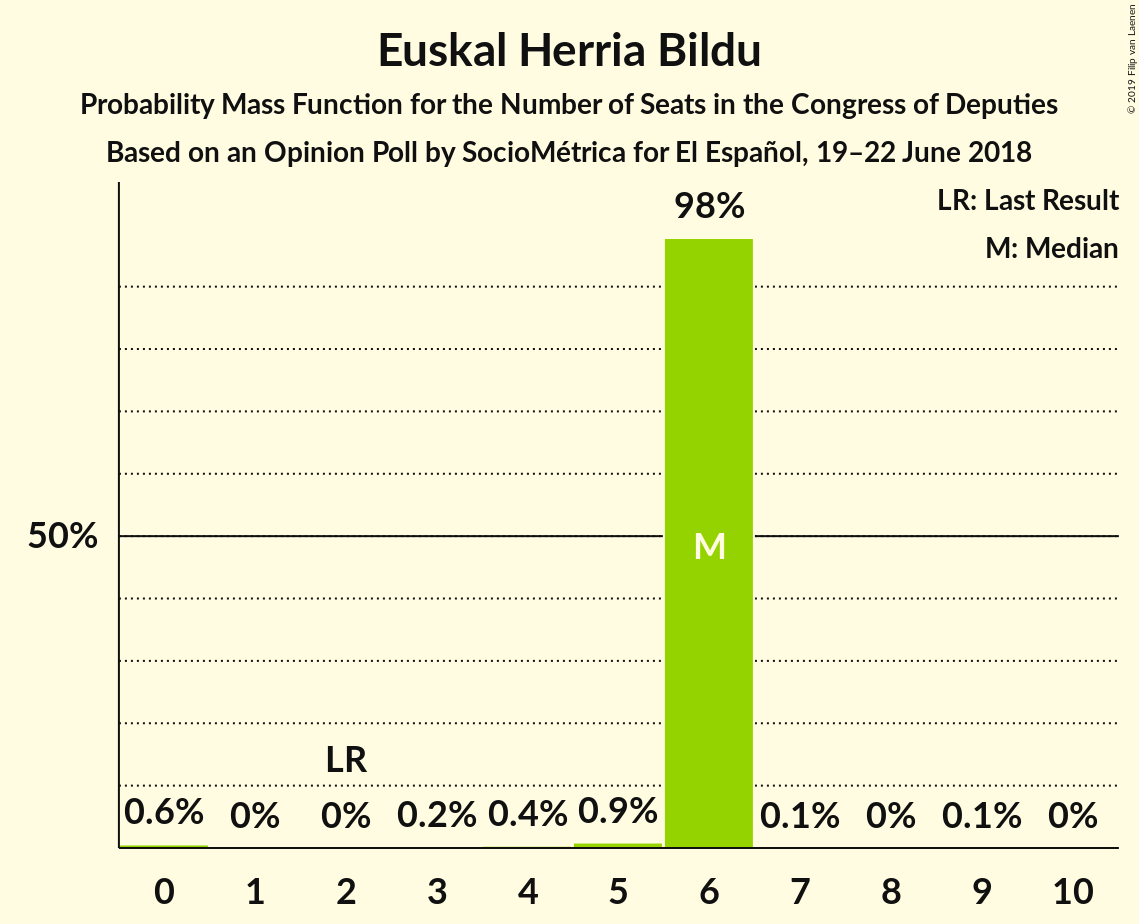 Euskal Herria Bildu
Probability Mass Function for the Number of Seats in the Congress of Deputies
Based on an Opinion Poll by SocioMétrica for El Español, 19–22 June 2018
© 2019 Filip van Laenen
LR: Last Result
M: Median
98%
50%
M
LR
0.6% 0% 0% 0.2% 0.4% 0.9% 0.1% 0% 0.1% 0%
0 1 2 3 4 5 6 7 8 9 10